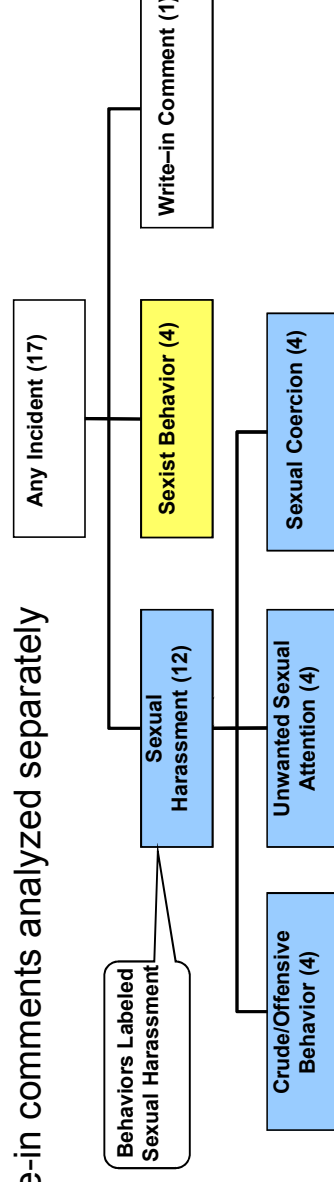 e-in comments analyzed separately
Any Incident (17)
Behaviors Labeled
Sexual Harassment
Sexual
Harassment (12)
Sexist Behavior (4)
Write–in Comment (1)
Crude/Offensive
Behavior (4)
Unwanted Sexual
Attention (4)
Sexual Coercion (4)